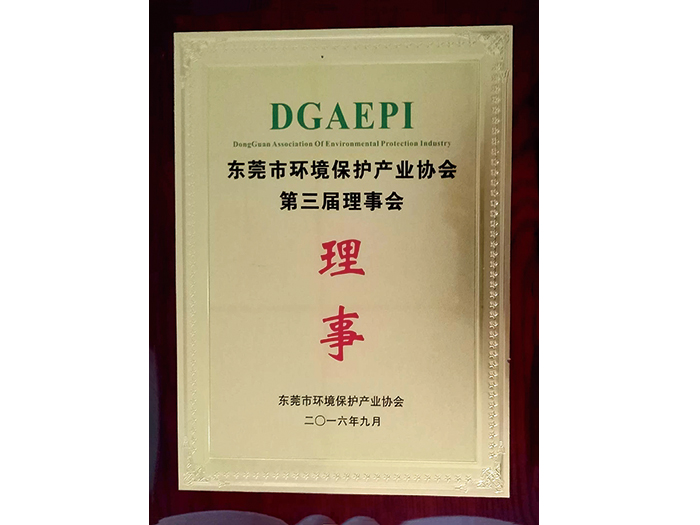 DGAEPI
DongGuan Association Of Environmental Protection Industry
东莞市环境保护产业协会
第三届理事会
理
事
东莞市环境保护产业协会
二〇一六年九月